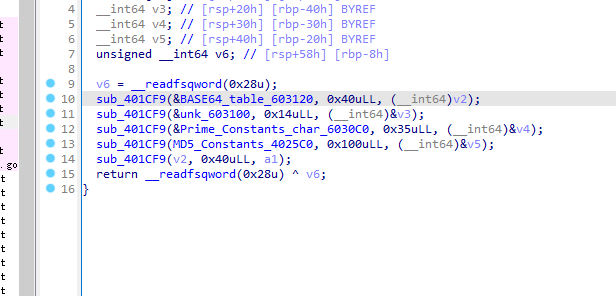 4 __int64 v3; // [rsp+20h] [rbp-40h] BYREF
t 5 __int64 v4; // [rsp+30h] [rbp-30h] BYREF
t 6 __int64 v5; // [rsp+40h] [rbp-20h] BYREF
7 unsigned __int64 v6; // [rsp+58h] [rbp-8h]
8
t 9 v6 = __readfsqword(0x28u);
t 10 sub_401CF9(&BASE64_table_603120, 0x40uLL, (__int64)v2);
t 11 sub_401CF9(&unk_603100, 0x14uLL, (__int64)&v3);
t 12 sub_401CF9(&Prime_Constants_char_6030C0, 0x35uLL, (__int64)&v4);
13 sub_401CF9(MD5_Constants_4025C0, 0x100uLL, (__int64)&v5);
14 sub_401CF9(v2, 0x40uLL, a1);
.go 15 return __readfsqword(0x28u) ^ v6;
t 16 }
t
t
t
t
t
t